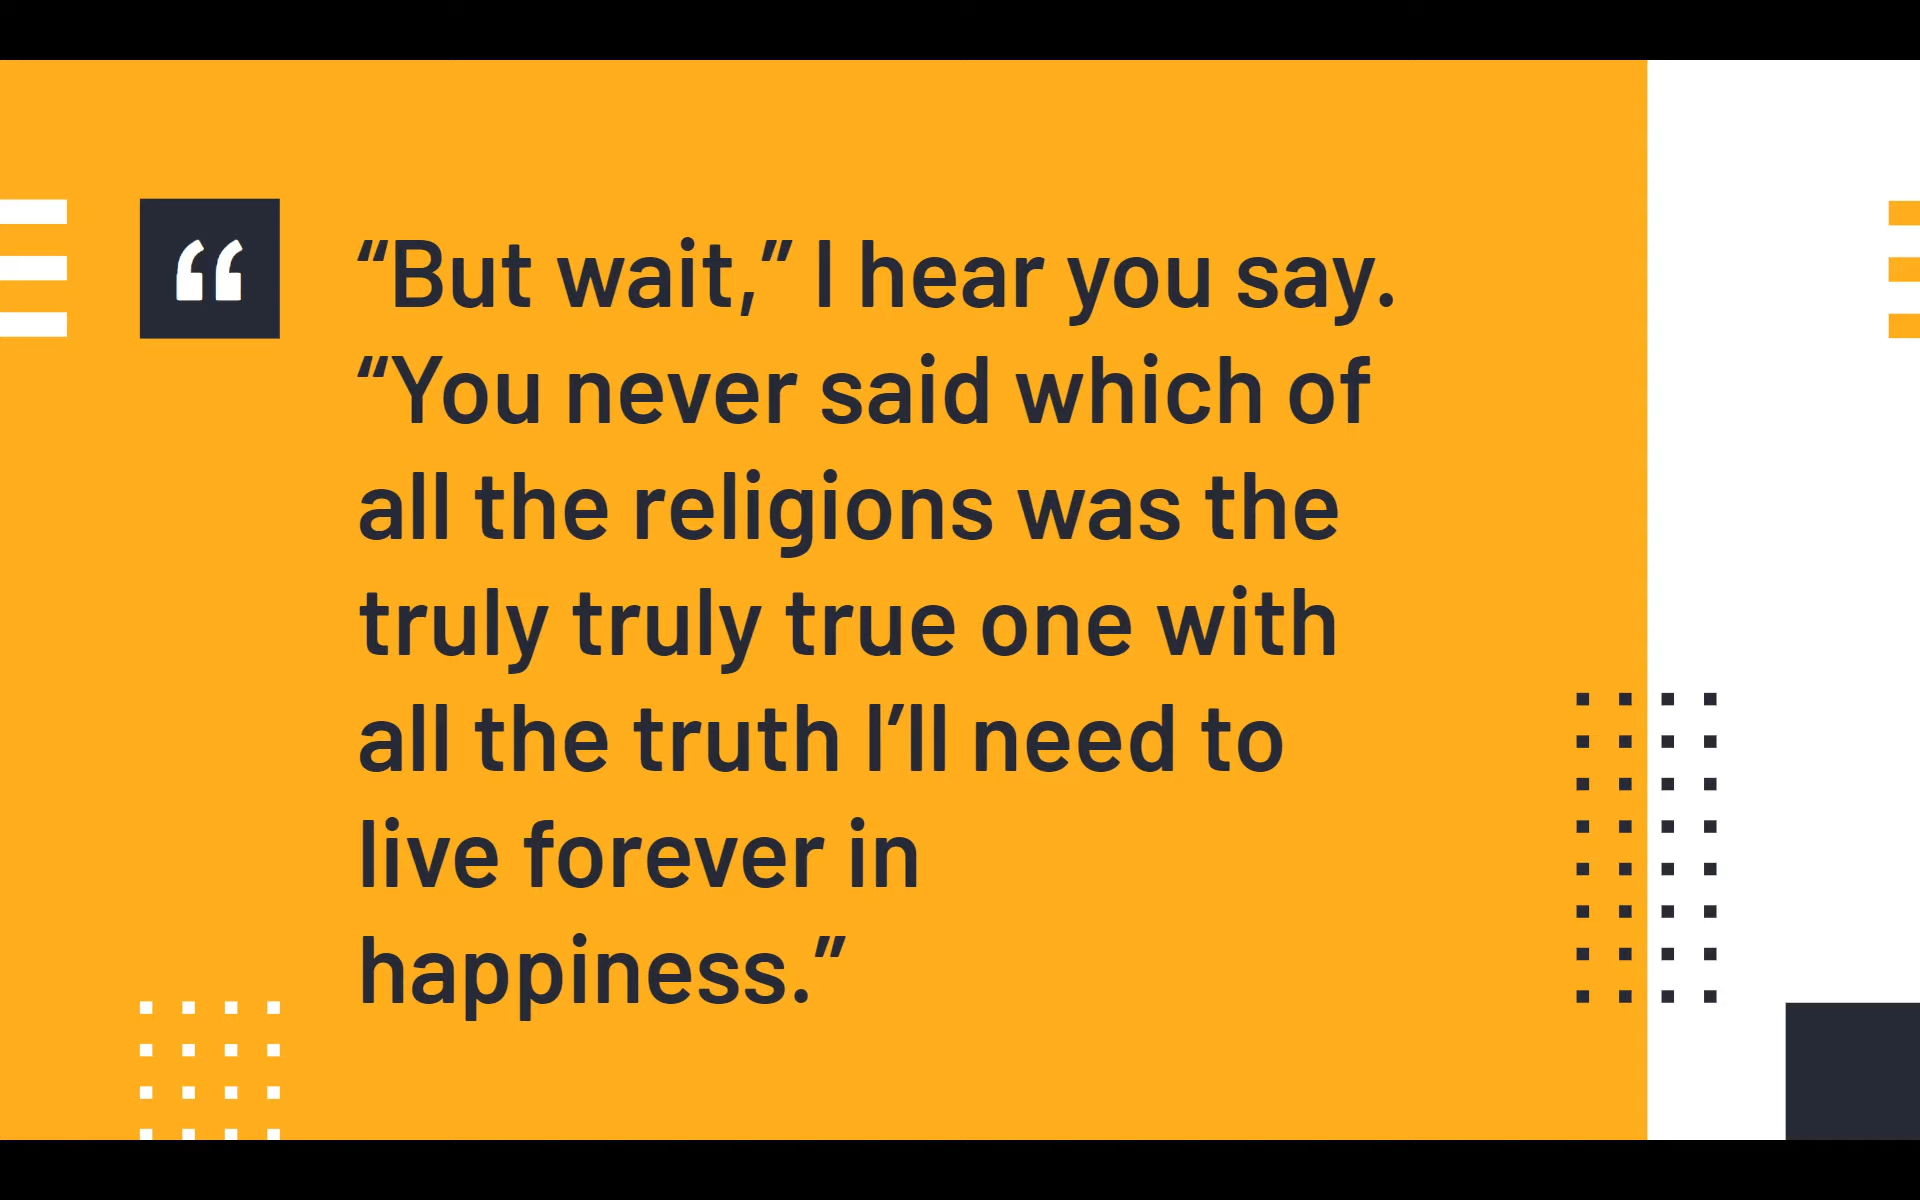 “But wait,” I hear you say.
“You never said which of
all the religions was the
truly truly true one with
all the truth I’ll need to
live forever in
happiness.”